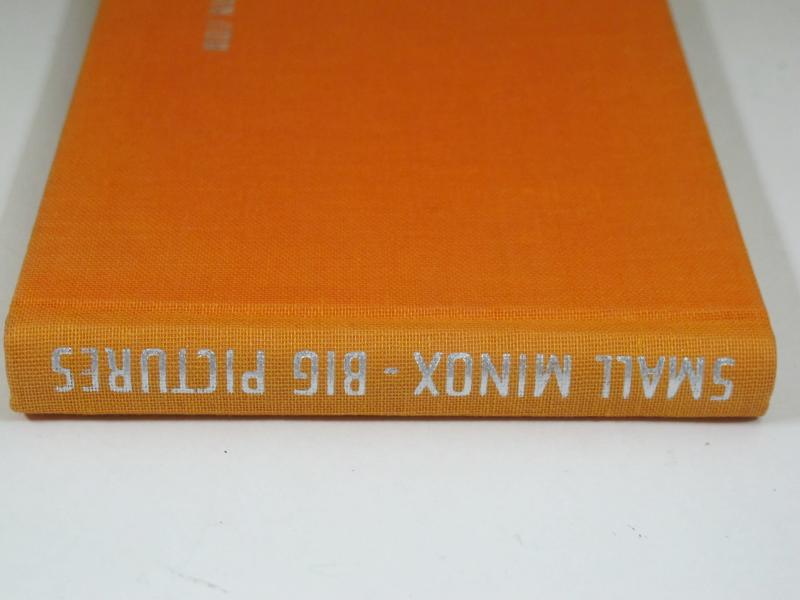 SMALL MINOX - BIG PICTURES